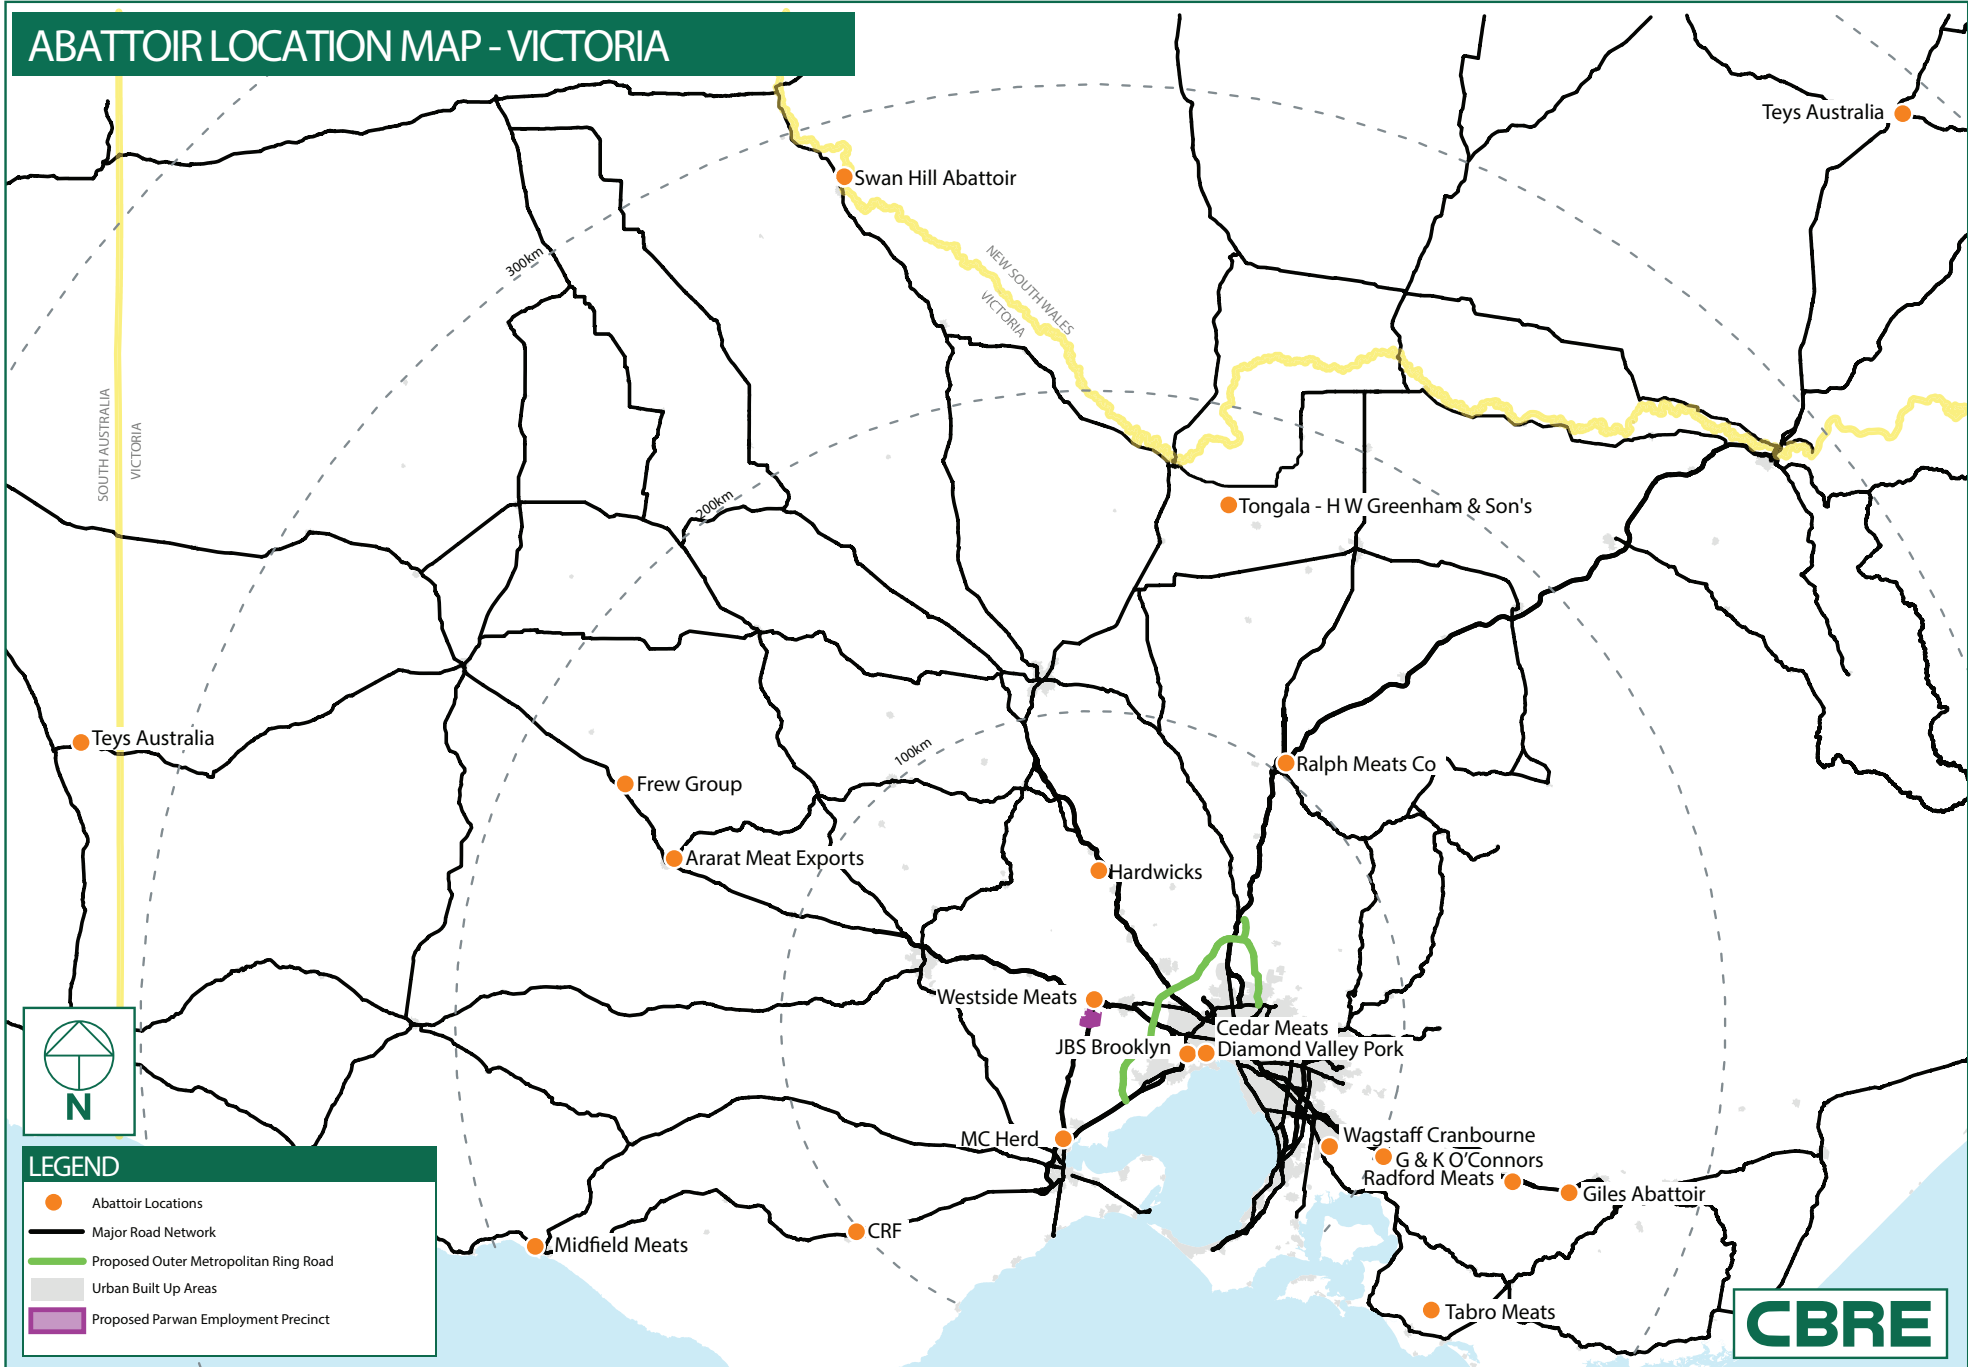 ABATTOIR LOCATION MAP - VICTORIA
Teys Australia
Swan Hill Abattoir
300km
NEW SOUTH WALES
VICTORIA
SOUTH AUSTRALIA
VICTORIA
200km
Tongala - H W Greenham & Son's
Teys Australia
100km
Ralph Meats Co
Frew Group
Ararat Meat Exports
Hardwicks
Westside Meats
Cedar Meats
JBS Brooklyn
Diamond Valley Pork
N
MC Herd
Wagstaff Cranbourne
G & K O'Connors
Radford Meats
Giles Abattoir
CRF
Midfield Meats
Tabro Meats
LEGEND
Abattoir Locations
Major Road Network
Proposed Outer Metropolitan Ring Road
Urban Built Up Areas
Proposed Parwan Employment Precinct
CBRE